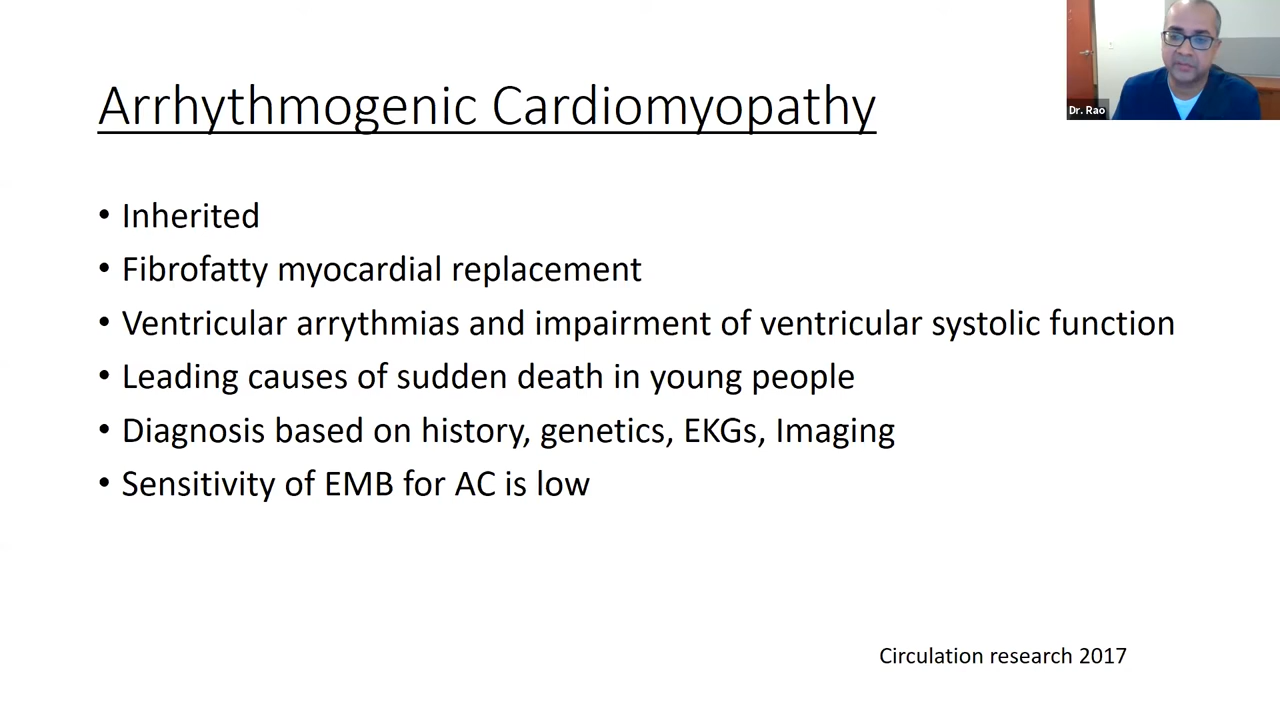 Arrhythmogenic Cardiomyopathy
Dr. Rao
• Inherited
• Fibrofatty myocardial replacement
• Ventricular arrythmias and impairment of ventricular systolic function
• Leading causes of sudden death in young people
• Diagnosis based on history, genetics, EKGs, Imaging
• Sensitivity of EMB for AC is low
Circulation research 2017